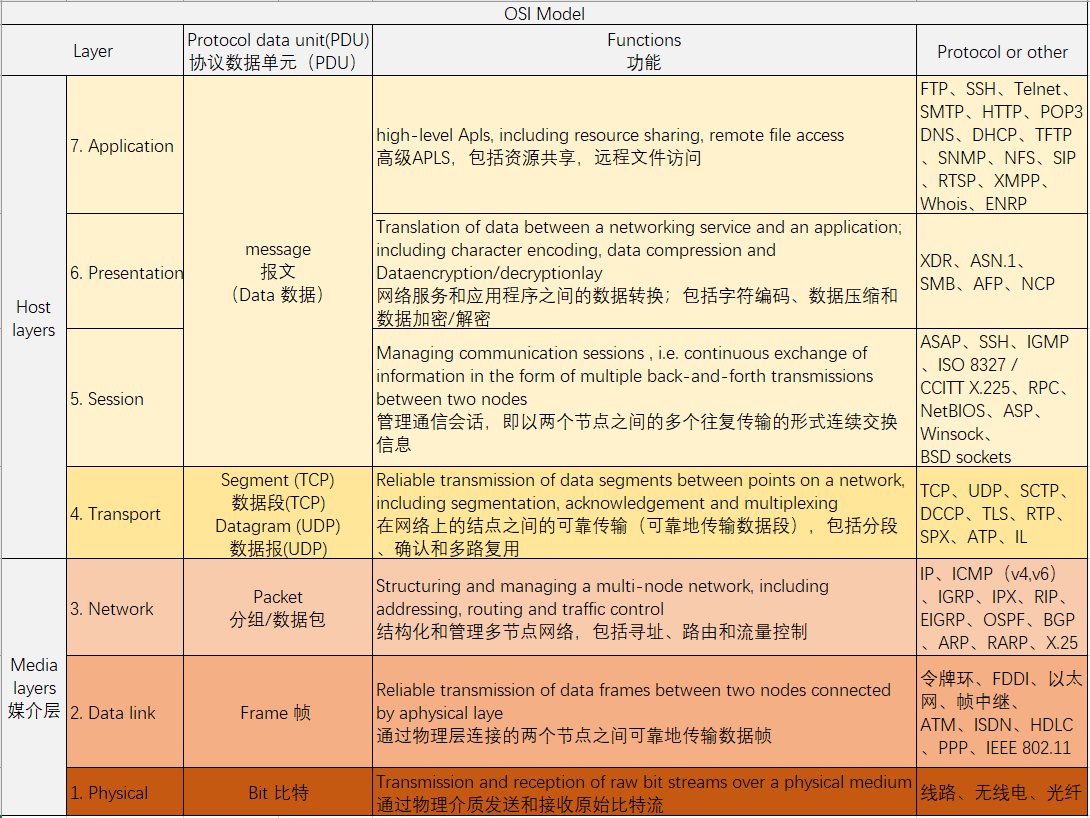 OSI Model
Layer
Protocol data unit(PDU)
协议数据单元（PDU）
Functions
功能
Protocol or other
Host
layers
7. Application
message
报文
（Data 数据）
high-level Apls, including resource sharing, remote file access
高级APLS，包括资源共享，远程文件访问
FTP、SSH、Telnet、
SMTP、HTTP、POP3
DNS、DHCP、TFTP
、SNMP、NFS、SIP
、RTSP、XMPP、
Whois、ENRP
6. Presentation
Translation of data between a networking service and an application;
including character encoding, data compression and
Dataencryption/decryptionlay
网络服务和应用程序之间的数据转换；包括字符编码、数据压缩和
数据加密/解密
XDR、ASN.1、
SMB、AFP、NCP
5. Session
Managing communication sessions , i.e. continuous exchange of
information in the form of multiple back-and-forth transmissions
between two nodes
管理通信会话，即以两个节点之间的多个往复传输的形式连续交换
信息
ASAP、SSH、IGMP
、ISO 8327 /
CCITT X.225、RPC、
NetBIOS、ASP、
Winsock、
BSD sockets
4. Transport
Segment (TCP)
数据段(TCP)
Datagram (UDP)
数据报(UDP)
Reliable transmission of data segments between points on a network,
including segmentation, acknowledgement and multiplexing
在网络上的结点之间的可靠传输（可靠地传输数据段），包括分段
、确认和多路复用
TCP、UDP、SCTP、
DCCP、TLS、RTP、
SPX、ATP、IL
Media
layers
媒介层
3. Network
Packet
分组/数据包
Structuring and managing a multi-node network, including
addressing, routing and traffic control
结构化和管理多节点网络，包括寻址、路由和流量控制
IP、ICMP（v4,v6）
、IGRP、IPX、RIP、
EIGRP、OSPF、BGP
、ARP、RARP、X.25
2. Data link
Frame 帧
Reliable transmission of data frames between two nodes connected
by aphysical laye
通过物理层连接的两个节点之间可靠地传输数据帧
令牌环、FDDI、以太
网、帧中继、
ATM、ISDN、HDLC
、PPP、IEEE 802.11
1. Physical
Bit 比特
Transmission and reception of raw bit streams over a physical medium
通过物理介质发送和接收原始比特流
线路、无线电、光纤